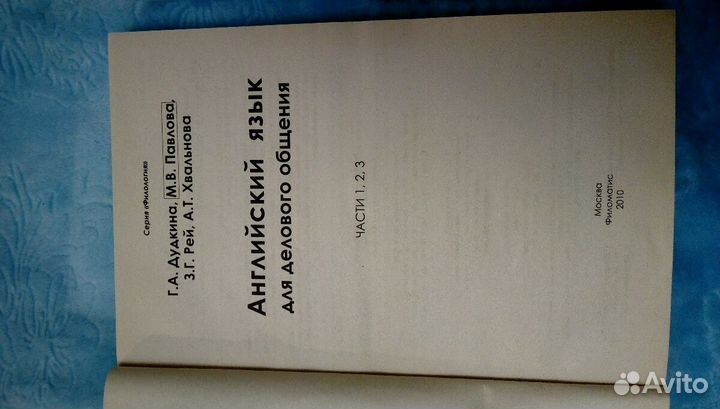 Серия «Филология»
Г.А. Дудкина, М.В. Павлова,
З.Г. Рей, А.Т. Хвальнова
Английский язык
для делового общения
ЧАСТИ 1, 2, 3
Москва
Филоматис
2010
Avito